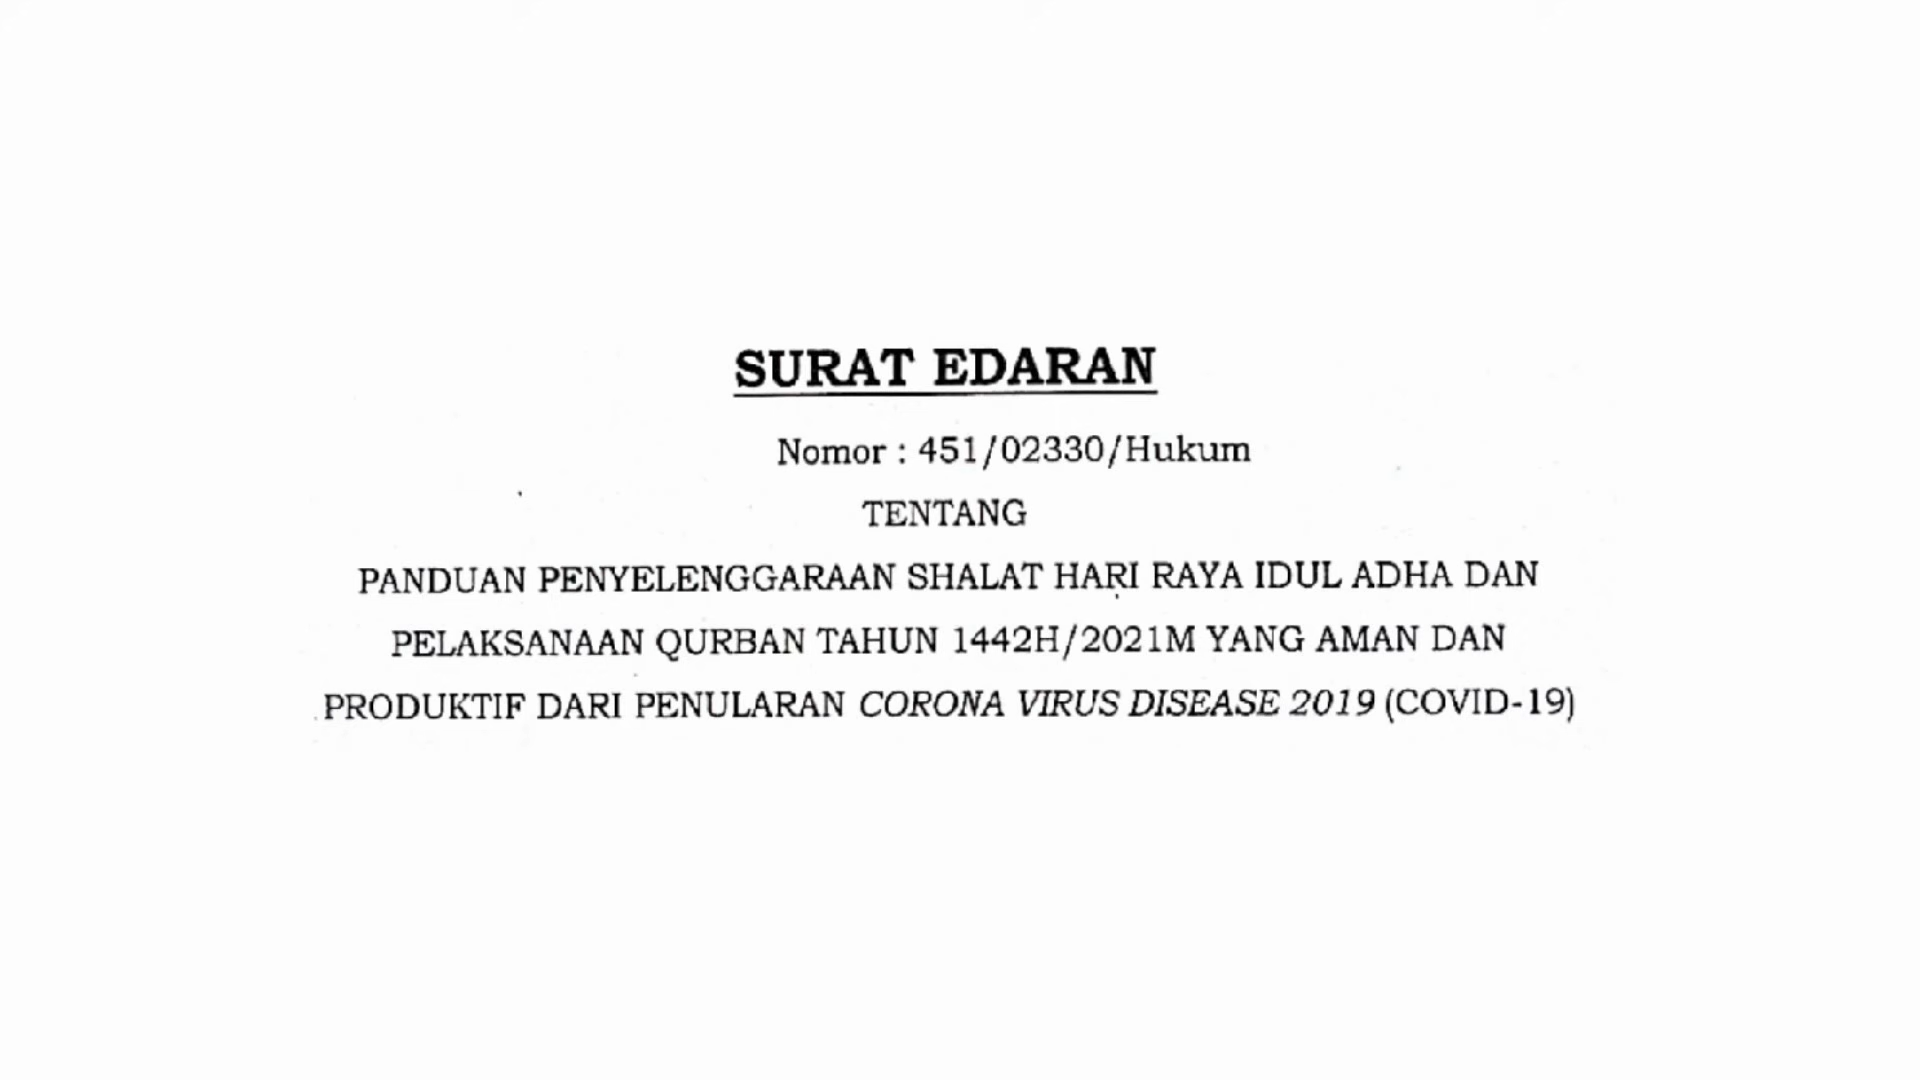 SURAT EDARAN
Nomor : 451/02330/Hukum
TENTANG
PANDUAN PENYELENGGARAAN SHALAT HARI RAYA IDUL ADHA DAN
PELAKSANAAN QURBAN TAHUN 1442H/2021M YANG AMAN DAN
PRODUKTIF DARI PENULARAN CORONA VIRUS DISEASE 2019 (COVID-19)